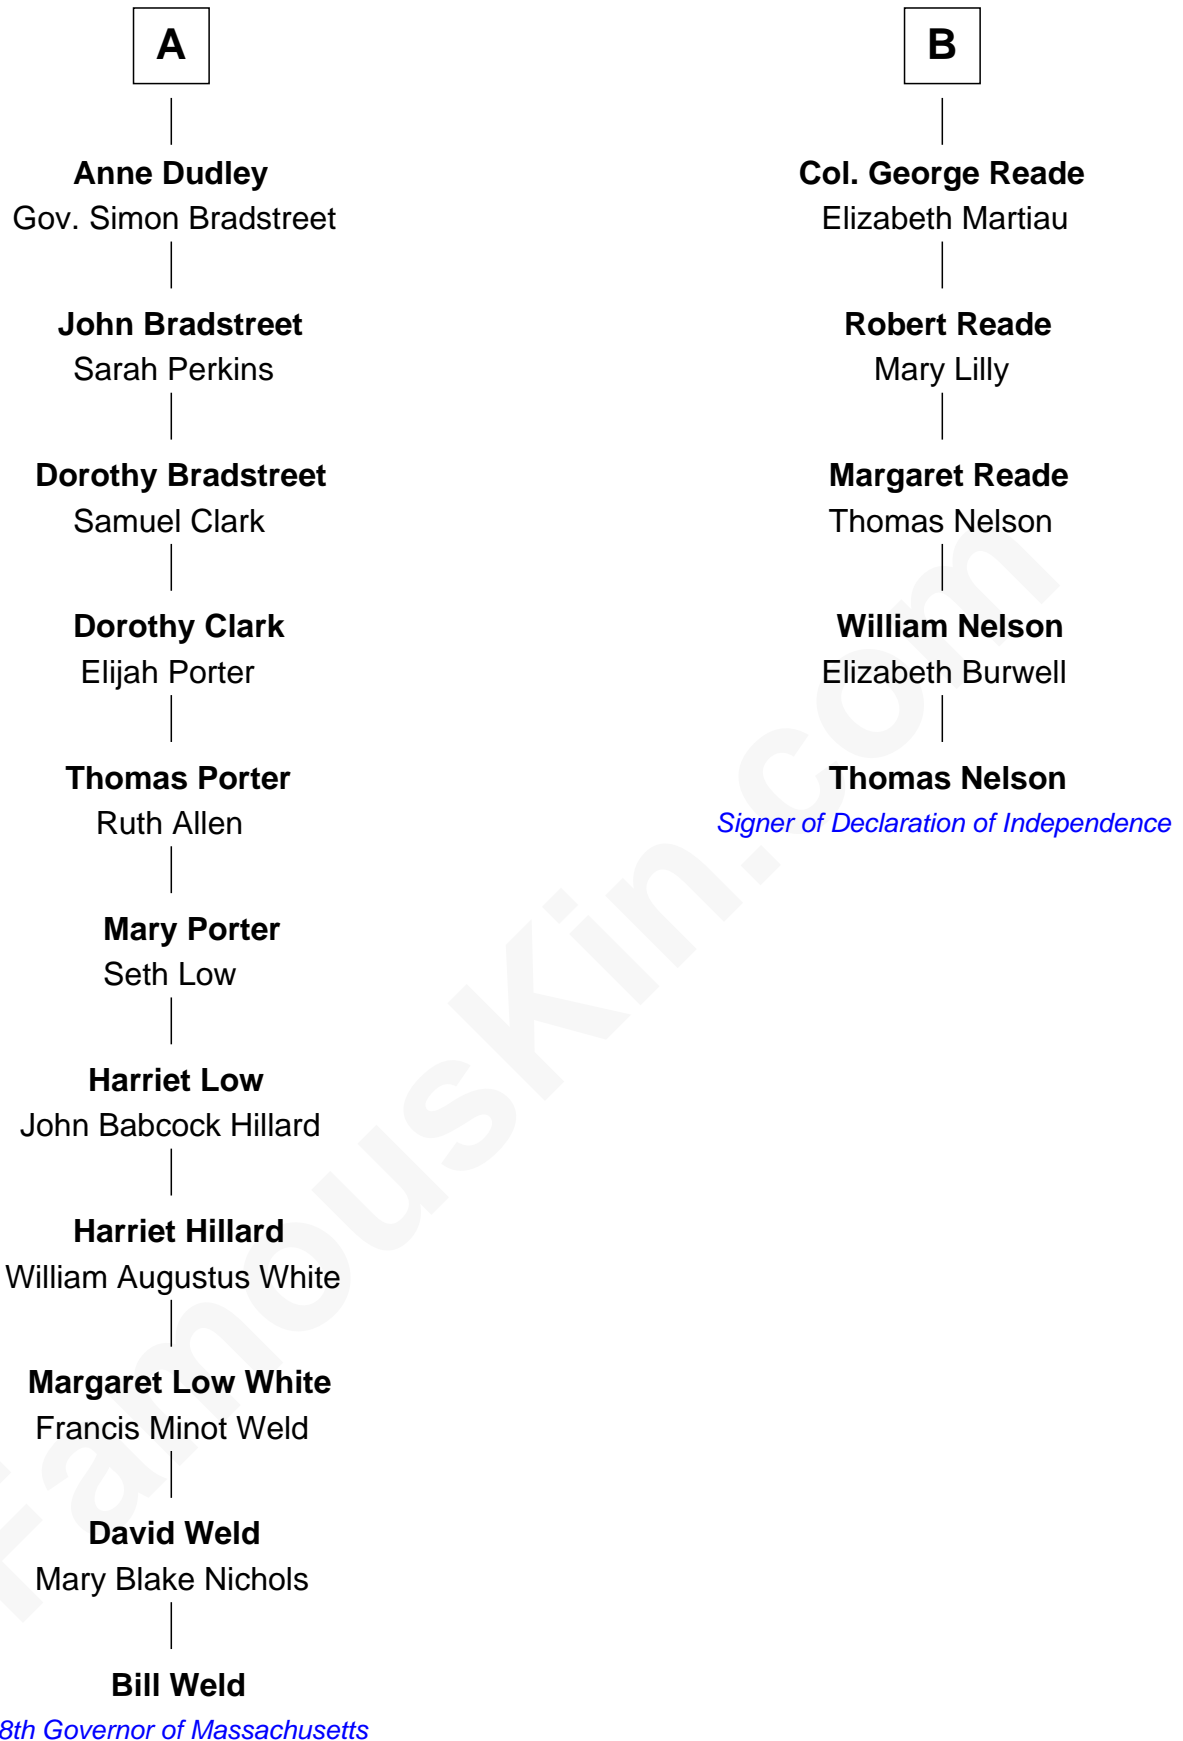 A
Anne Dudley
Gov. Simon Bradstreet
John Bradstreet
Sarah Perkins
Dorothy Bradstreet
Samuel Clark
Dorothy Clark
Elijah Porter
Thomas Porter
Ruth Allen
Mary Porter
Seth Low
Harriet Low
John Babcock Hillard
Harriet Hillard
William Augustus White
Margaret Low White
Francis Minot Weld
David Weld
Mary Blake Nichols
Bill Weld
8th Governor of Massachusetts
B
Col. George Reade
Elizabeth Martiau
Robert Reade
Mary Lilly
Margaret Reade
Thomas Nelson
William Nelson
Elizabeth Burwell
Thomas Nelson
Signer of Declaration of Independence
FamousKin.com